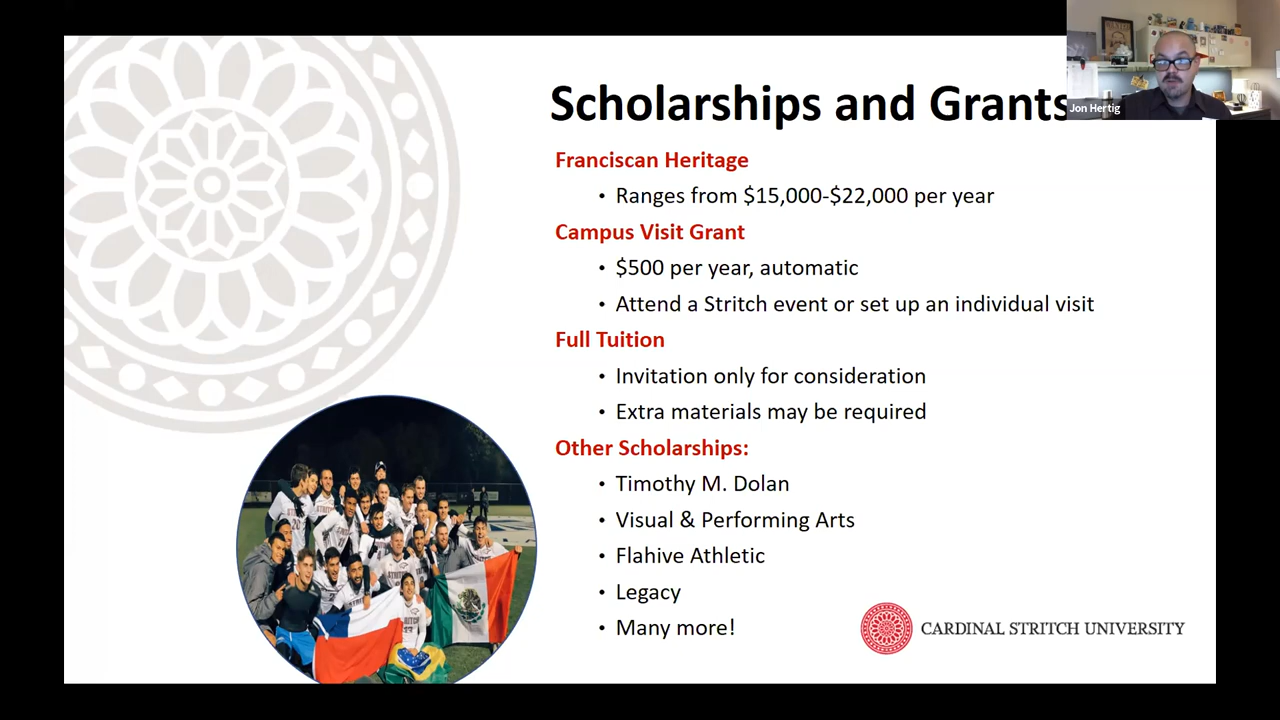 Scholarships and Grants
Jon Hertig
Franciscan Heritage
• Ranges from $15,000-$22,000 per year
Campus Visit Grant
• $500 per year, automatic
• Attend a Stritch event or set up an individual visit
Full Tuition
• Invitation only for consideration
• Extra materials may be required
Other Scholarships:
• Timothy M. Dolan
• Visual & Performing Arts
• Flahive Athletic
• Legacy
• Many more!
CARDINAL STRITCH UNIVERSITY